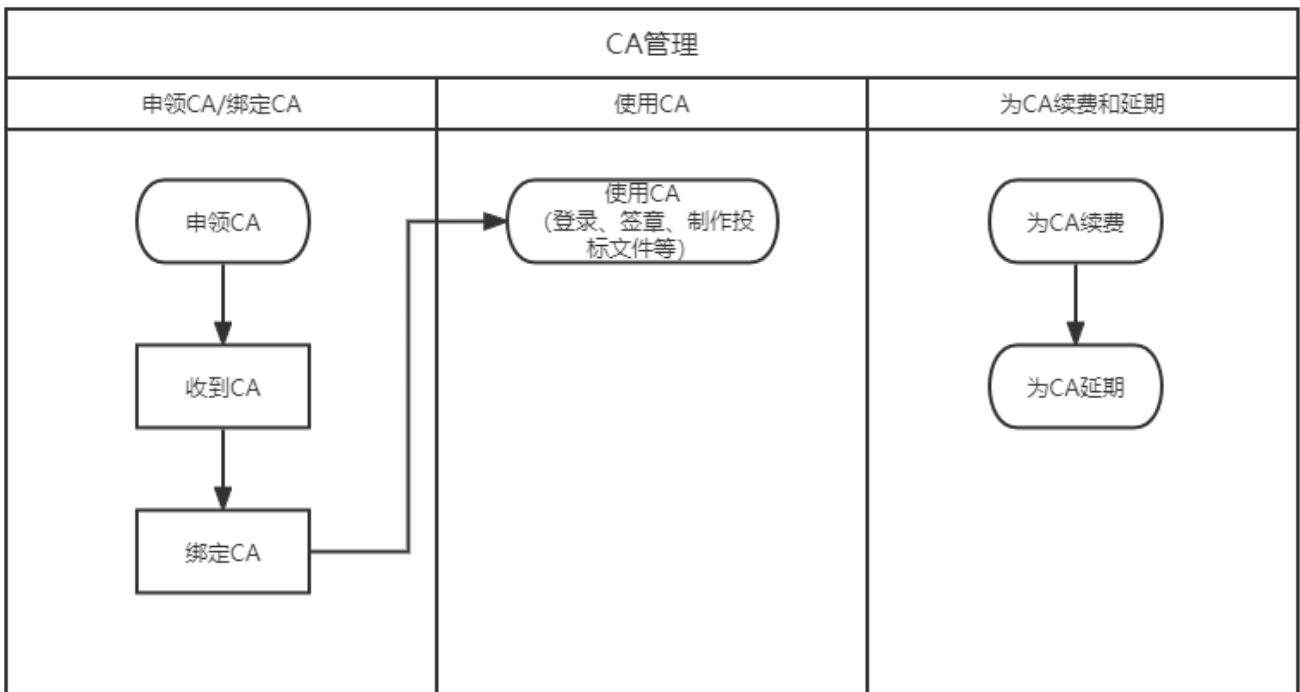 CA管理
申领CA/绑定CA
使用CA
为CA续费和延期
申领CA
收到CA
绑定CA
使用CA
（登录、签章、制作投
标文件等）
为CA续费
为CA延期